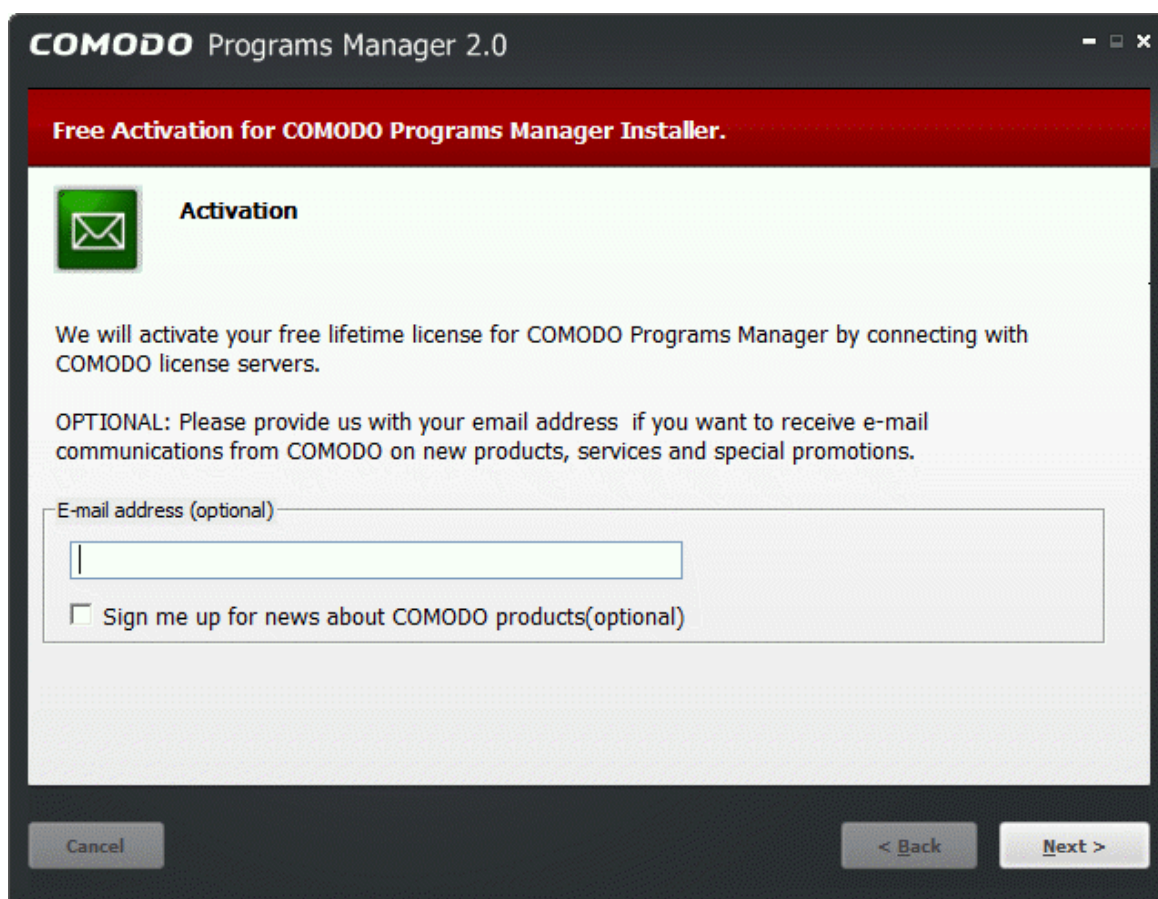 COMODO Programs Manager 2.0
Free Activation for COMODO Programs Manager Installer.
Activation
We will activate your free lifetime license for COMODO Programs Manager by connecting with
COMODO license servers.
OPTIONAL: Please provide us with your email address  if you want to receive e-mail
communications from COMODO on new products, services and special promotions.
E-mail address (optional)
Sign me up for news about COMODO products(optional)
Cancel
< Back
Next >